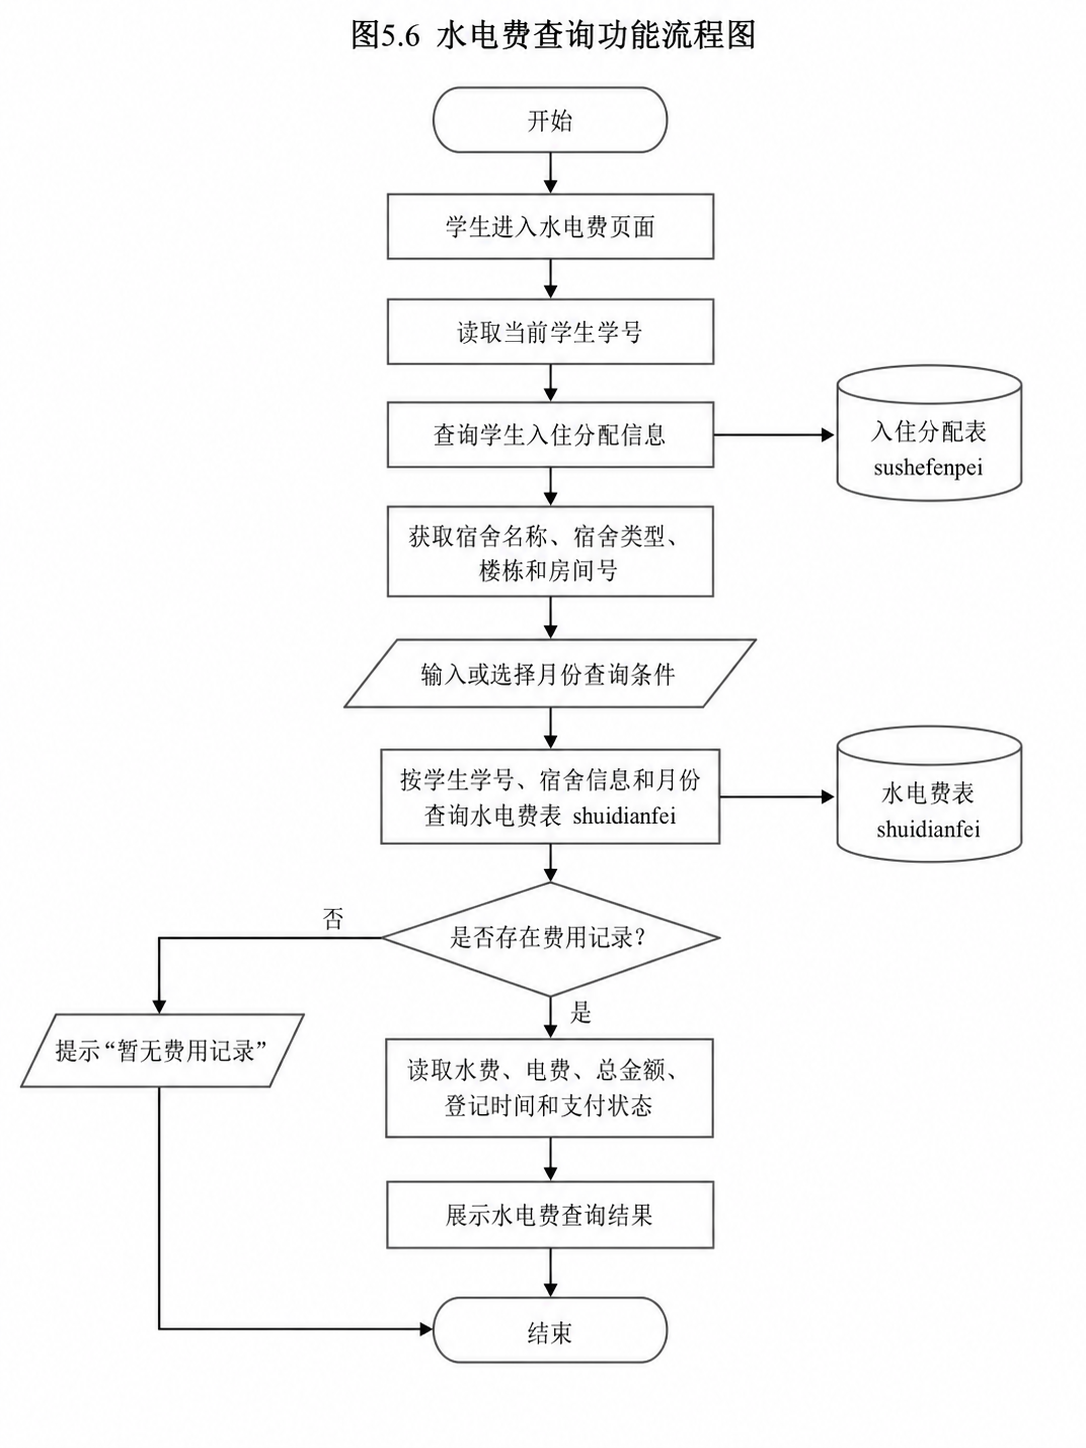 图5.6 水电费查询功能流程图
开始
学生进入水电费页面
读取当前学生学号
查询学生入住分配信息
入住分配表
sushefenpei
获取宿舍名称、宿舍类型、
楼栋和房间号
输入或选择月份查询条件
按学生学号、宿舍信息和月份
查询水电费表 shuidianfei
水电费表
shuidianfei
是否存在费用记录?
否
是
提示“暂无费用记录”
读取水费、电费、总金额、
登记时间和支付状态
展示水电费查询结果
结束